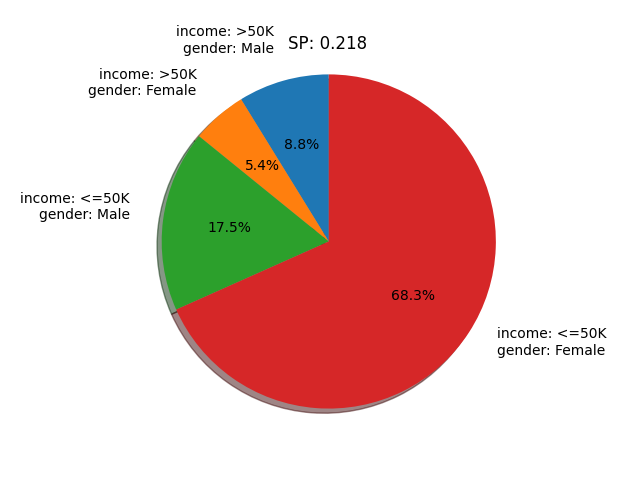 income: >50K
gender: Male
SP: 0.218
income: >50K
gender: Female
8.8%
5.4%
income: <=50K
gender: Male
17.5%
68.3%
income: <=50K
gender: Female